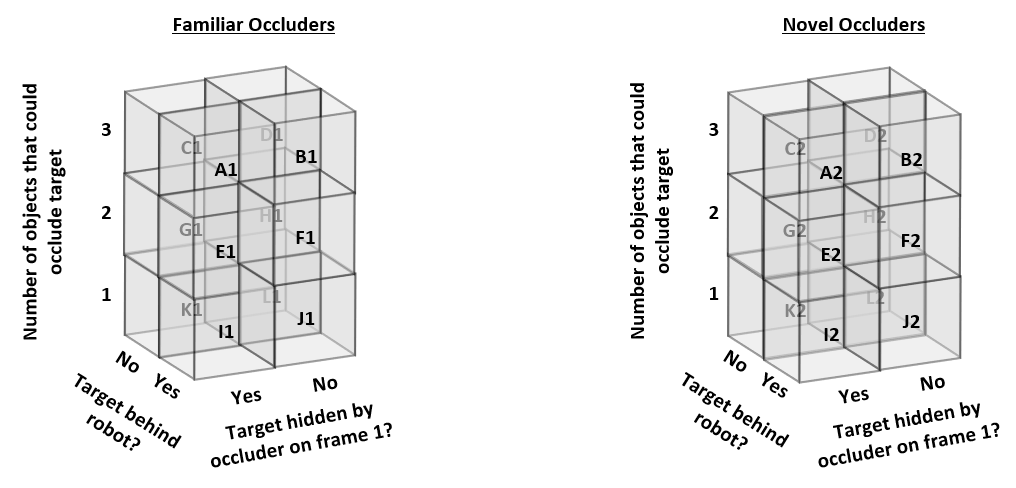 Familiar Occluders
Number of objects that could
occlude target
3
2
1
C1
D1
A1
B1
G1
H1
E1
F1
K1
L1
I1
J1
No
Yes
Target behind
robot?
Yes
No
Target hidden by
occluder on frame 1?
Novel Occluders
Number of objects that could
occlude target
3
2
1
C2
D2
A2
B2
G2
H2
E2
F2
K2
L2
I2
J2
No
Yes
Target behind
robot?
Yes
No
Target hidden by
occluder on frame 1?